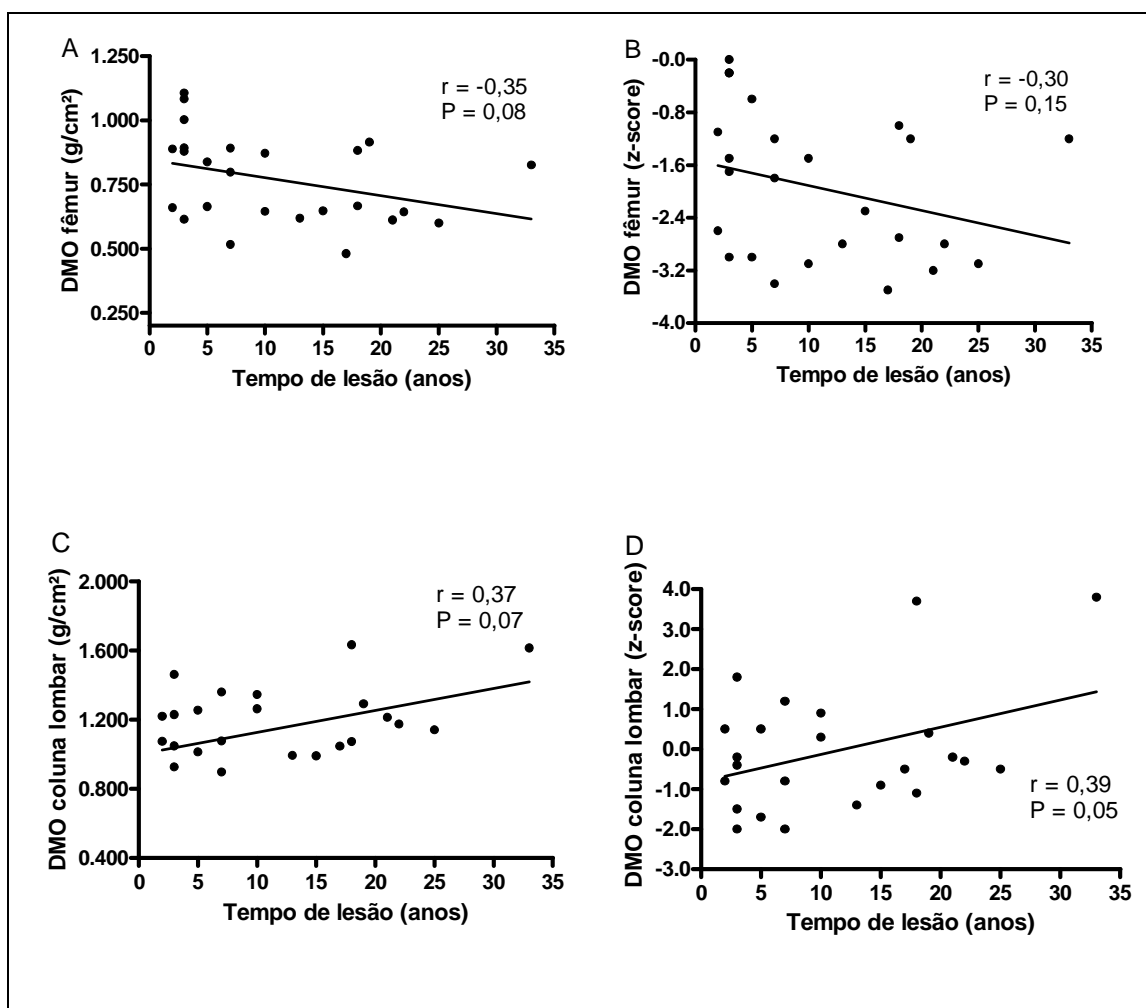 A
r = -0,35
P = 0,08
DMO fêmur (g/cm²)
1.250
1.000
0.750
0.500
0.250
0 5 10 15 20 25 30 35
Tempo de lesão (anos)
B
r = -0,30
P = 0,15
DMO fêmur (z-score)
-0.0
-0.8
-1.6
-2.4
-3.2
-4.0
0 5 10 15 20 25 30 35
Tempo de lesão (anos)
C
r = 0,37
P = 0,07
DMO coluna lombar (g/cm²)
2.000
1.600
1.200
0.800
0.400
0 5 10 15 20 25 30 35
Tempo de lesão (anos)
D
r = 0,39
P = 0,05
DMO coluna lombar (z-score)
4.0
3.0
2.0
1.0
0.0
-1.0
-2.0
-3.0
0 5 10 15 20 25 30 35
Tempo de lesão (anos)